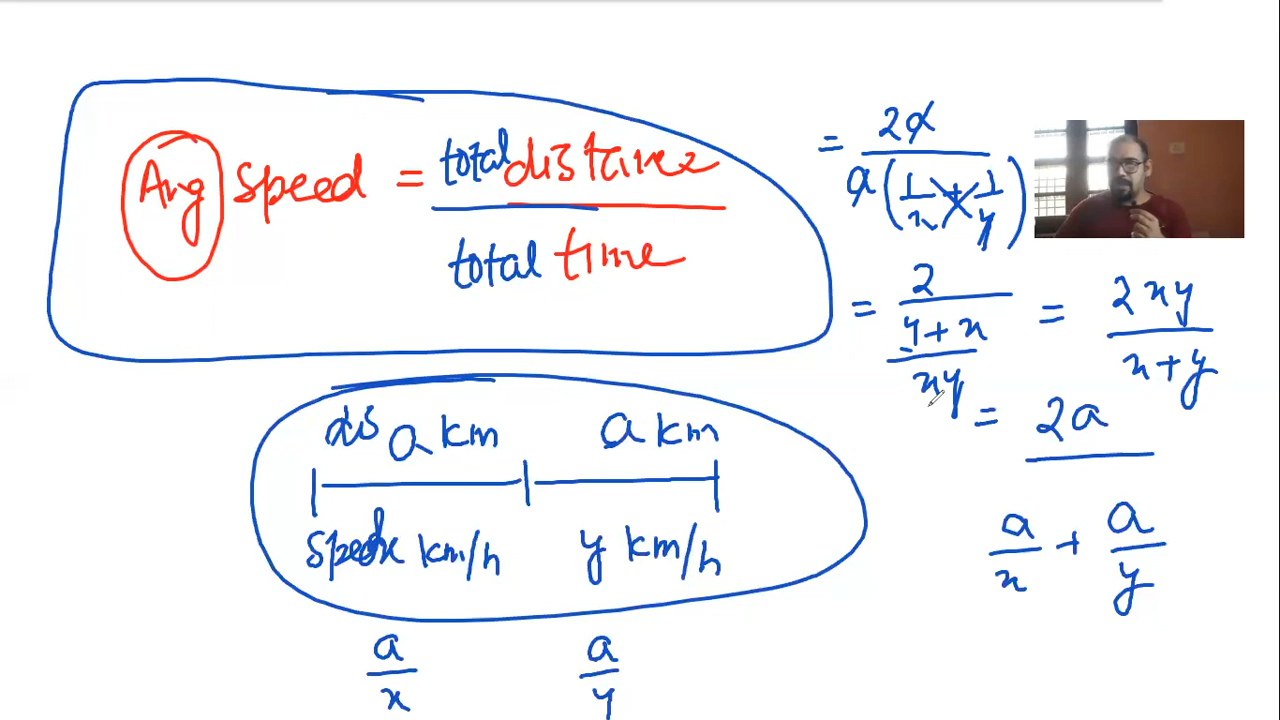 Avg Speed = total distance
total time
dis a km a km
speed x km/h y km/h
a/x a/y
= 2a / a(1/x + 1/y)
= 2 / (y+x / xy) = 2xy / x+y
= 2a / a/x + a/y